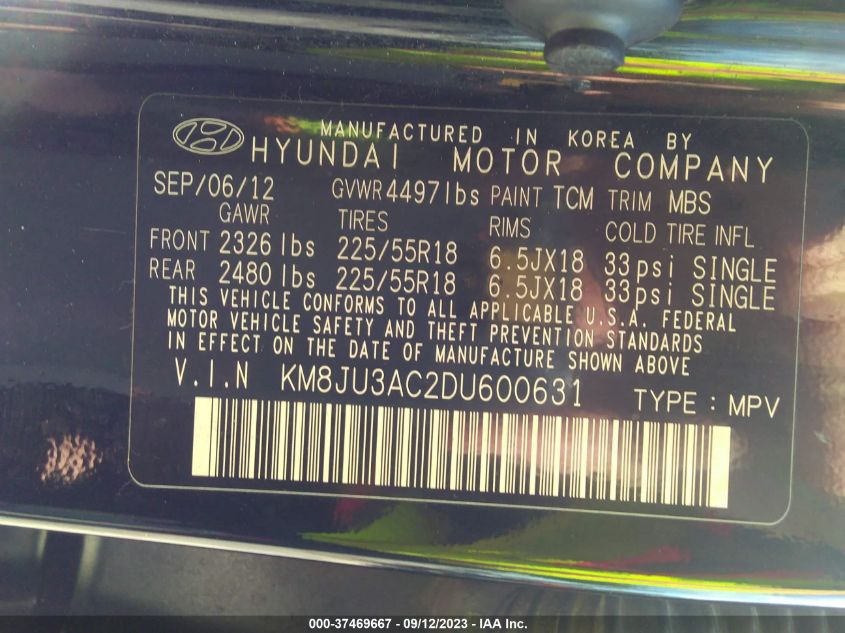 MANUFACTURED IN KOREA BY
HYUNDAI MOTOR COMPANY
SEP/06/12 GVWR 4497lbs PAINT TCM TRIM MBS
GAWR TIRES RIMS COLD TIRE INFL
FRONT 2326 lbs 225/55R18 6.5JX18 33psi SINGLE
REAR 2480 lbs 225/55R18 6.5JX18 33psi SINGLE
THIS VEHICLE CONFORMS TO ALL APPLICABLE U.S.A. FEDERAL
MOTOR VEHICLE SAFETY AND THEFT PREVENTION STANDARDS
IN EFFECT ON THE DATE OF MANUFACTURE SHOWN ABOVE
V.I.N KM8JU3AC2DU600631 TYPE : MPV
000-37469667 - 09/12/2023 - IAA Inc.